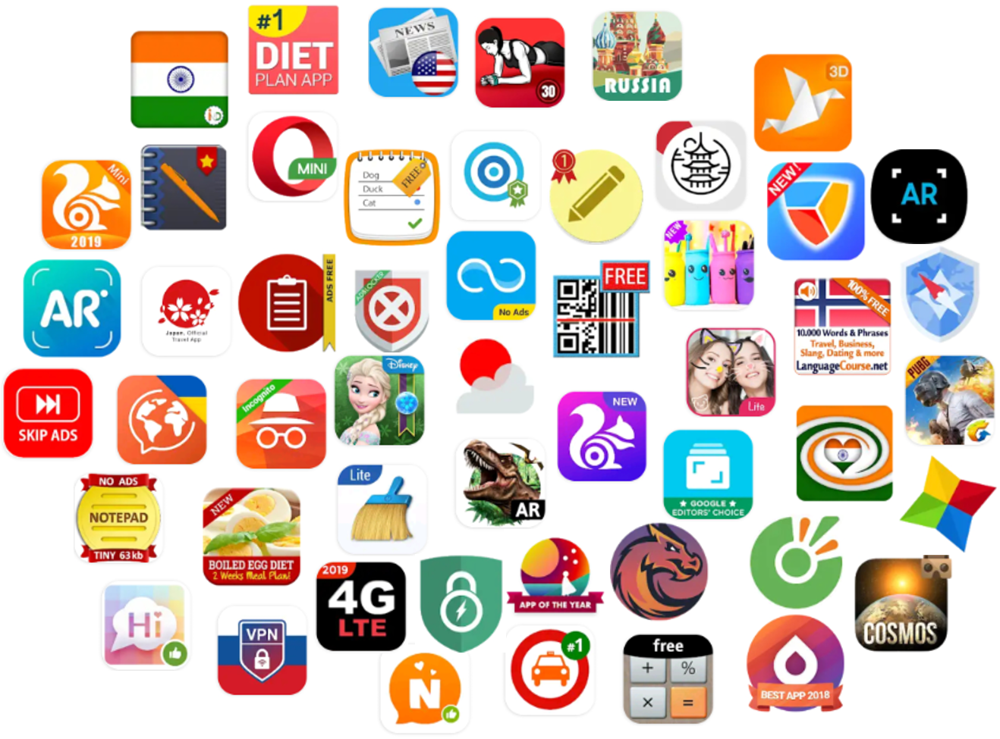 #1
DIET
PLAN APP
NEWS
30
RUSSIA
3D
Mini
2019
MINI
Dog
Duck
Cat
FREE
1
NEW!
AR
AR
Japan. Official
Travel App
ADS FREE
ADBLOCKER
No Ads
FREE
NEW
100% FREE
10.000 Words & Phrases
Travel, Business,
Slang, Dating & more
LanguageCourse.net
SKIP ADS
Incognito
Disney
NEW
Lite
PUBG
NO ADS
NOTEPAD
TINY 63kb
NEW
BOILED EGG DIET
2 Weeks Meal Plan!
Lite
AR
GOOGLE
EDITORS' CHOICE
Hi
VPN
2019
4G
LTE
APP OF THE YEAR
COSMOS
N
#1
free
+
%
×
=
BEST APP 2018